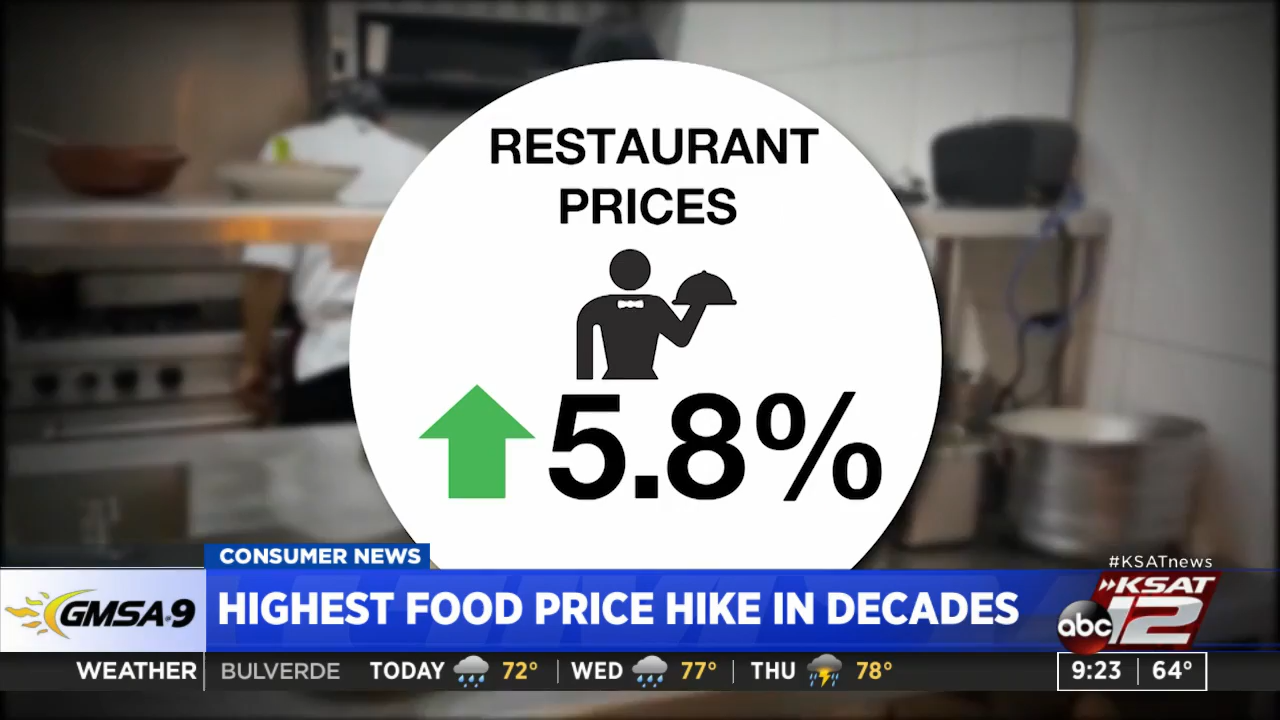 RESTAURANT
PRICES
5.8%
CONSUMER NEWS
#KSATnews
GMSA@9
HIGHEST FOOD PRICE HIKE IN DECADES
KSAT
abc 12
WEATHER BULVERDE TODAY 72° WED 77° THU 78° 9:23 64°